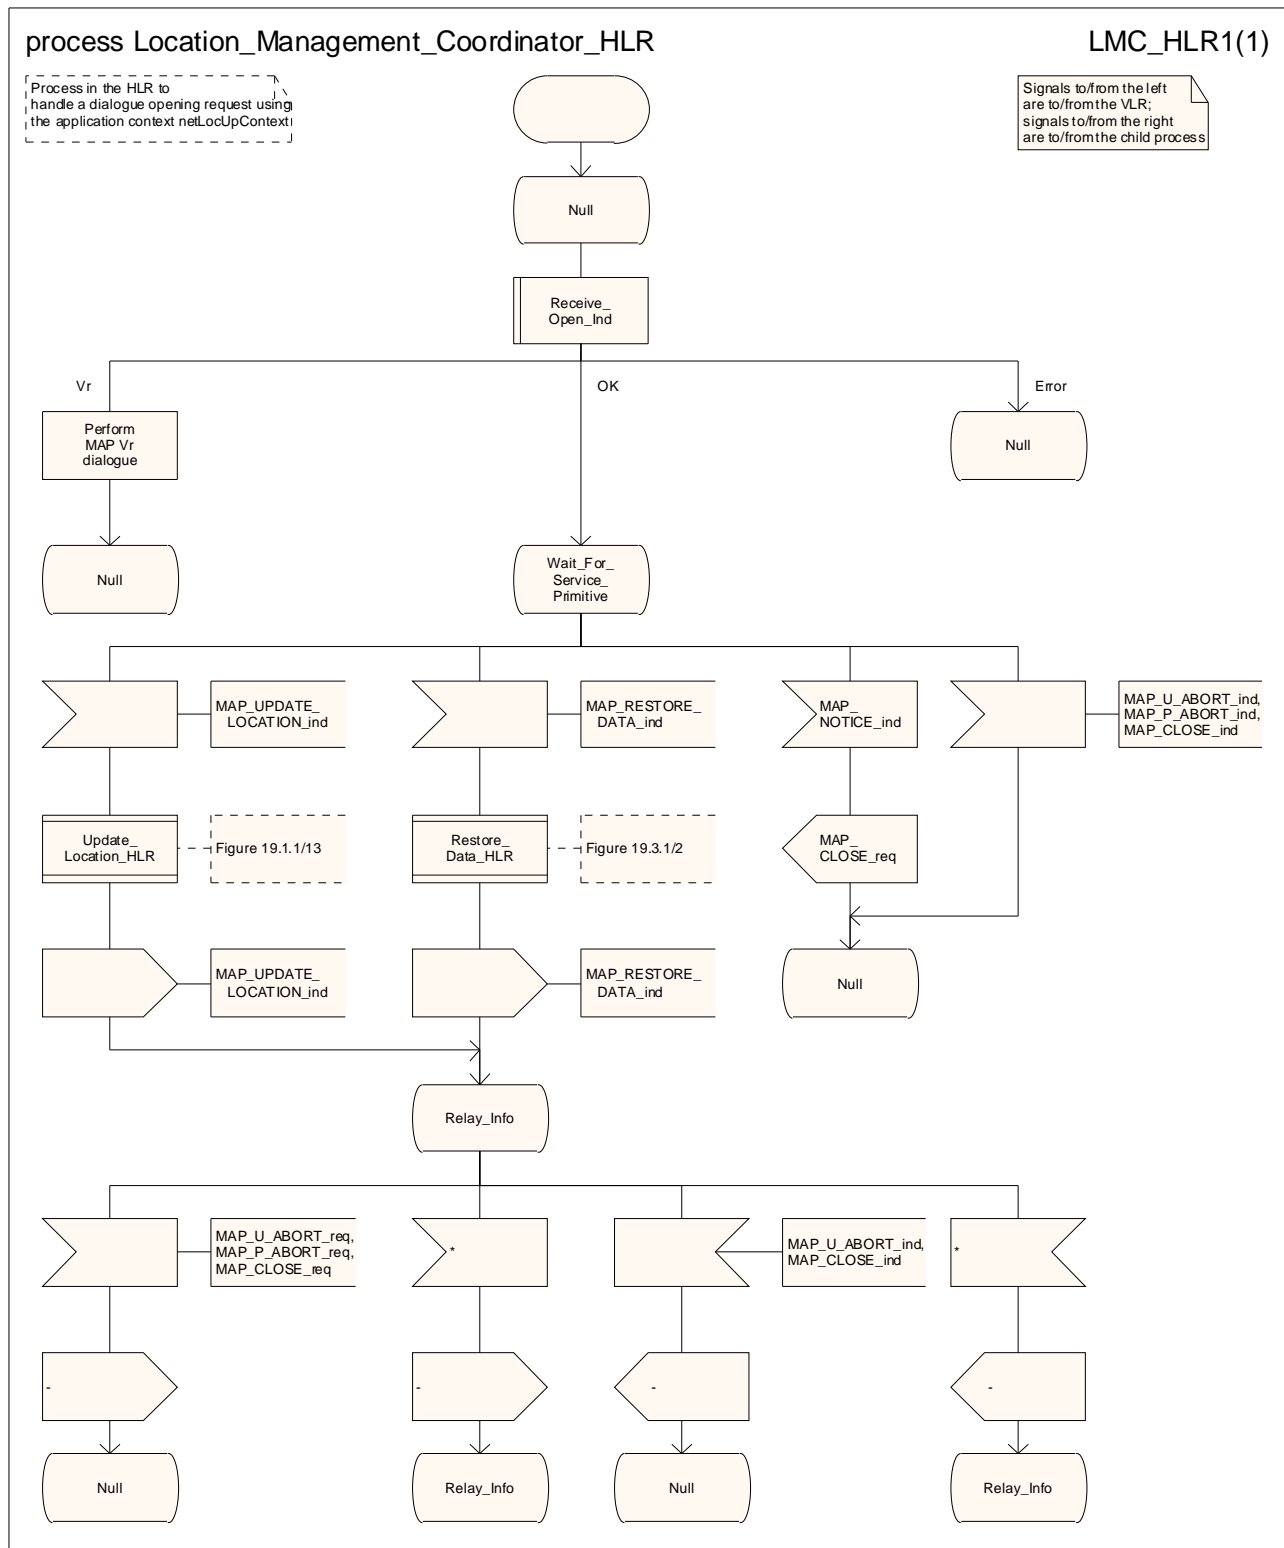 process Location_Management_Coordinator_HLR
LMC_HLR1(1)
Process in the HLR to
handle a dialogue opening request using
the application context netLocUpContext
Signals to/from the left
are to/from the VLR;
signals to/from the right
are to/from the child process
Null
Receive_
Open_Ind
Vr
OK
Error
Perform
MAP Vr
dialogue
Null
Null
Wait_For_
Service_
Primitive
Null
MAP_UPDATE_
LOCATION_ind
MAP_RESTORE_
DATA_ind
MAP_
NOTICE_ind
MAP_U_ABORT_ind,
MAP_P_ABORT_ind,
MAP_CLOSE_ind
Update_
Location_HLR
Figure 19.1.1/13
Restore_
Data_HLR
Figure 19.3.1/2
MAP_
CLOSE_req
MAP_UPDATE_
LOCATION_ind
MAP_RESTORE_
DATA_ind
Null
Relay_Info
MAP_U_ABORT_req,
MAP_P_ABORT_req,
MAP_CLOSE_req
*
MAP_U_ABORT_ind,
MAP_CLOSE_ind
*
-
-
-
-
Null
Relay_Info
Null
Relay_Info